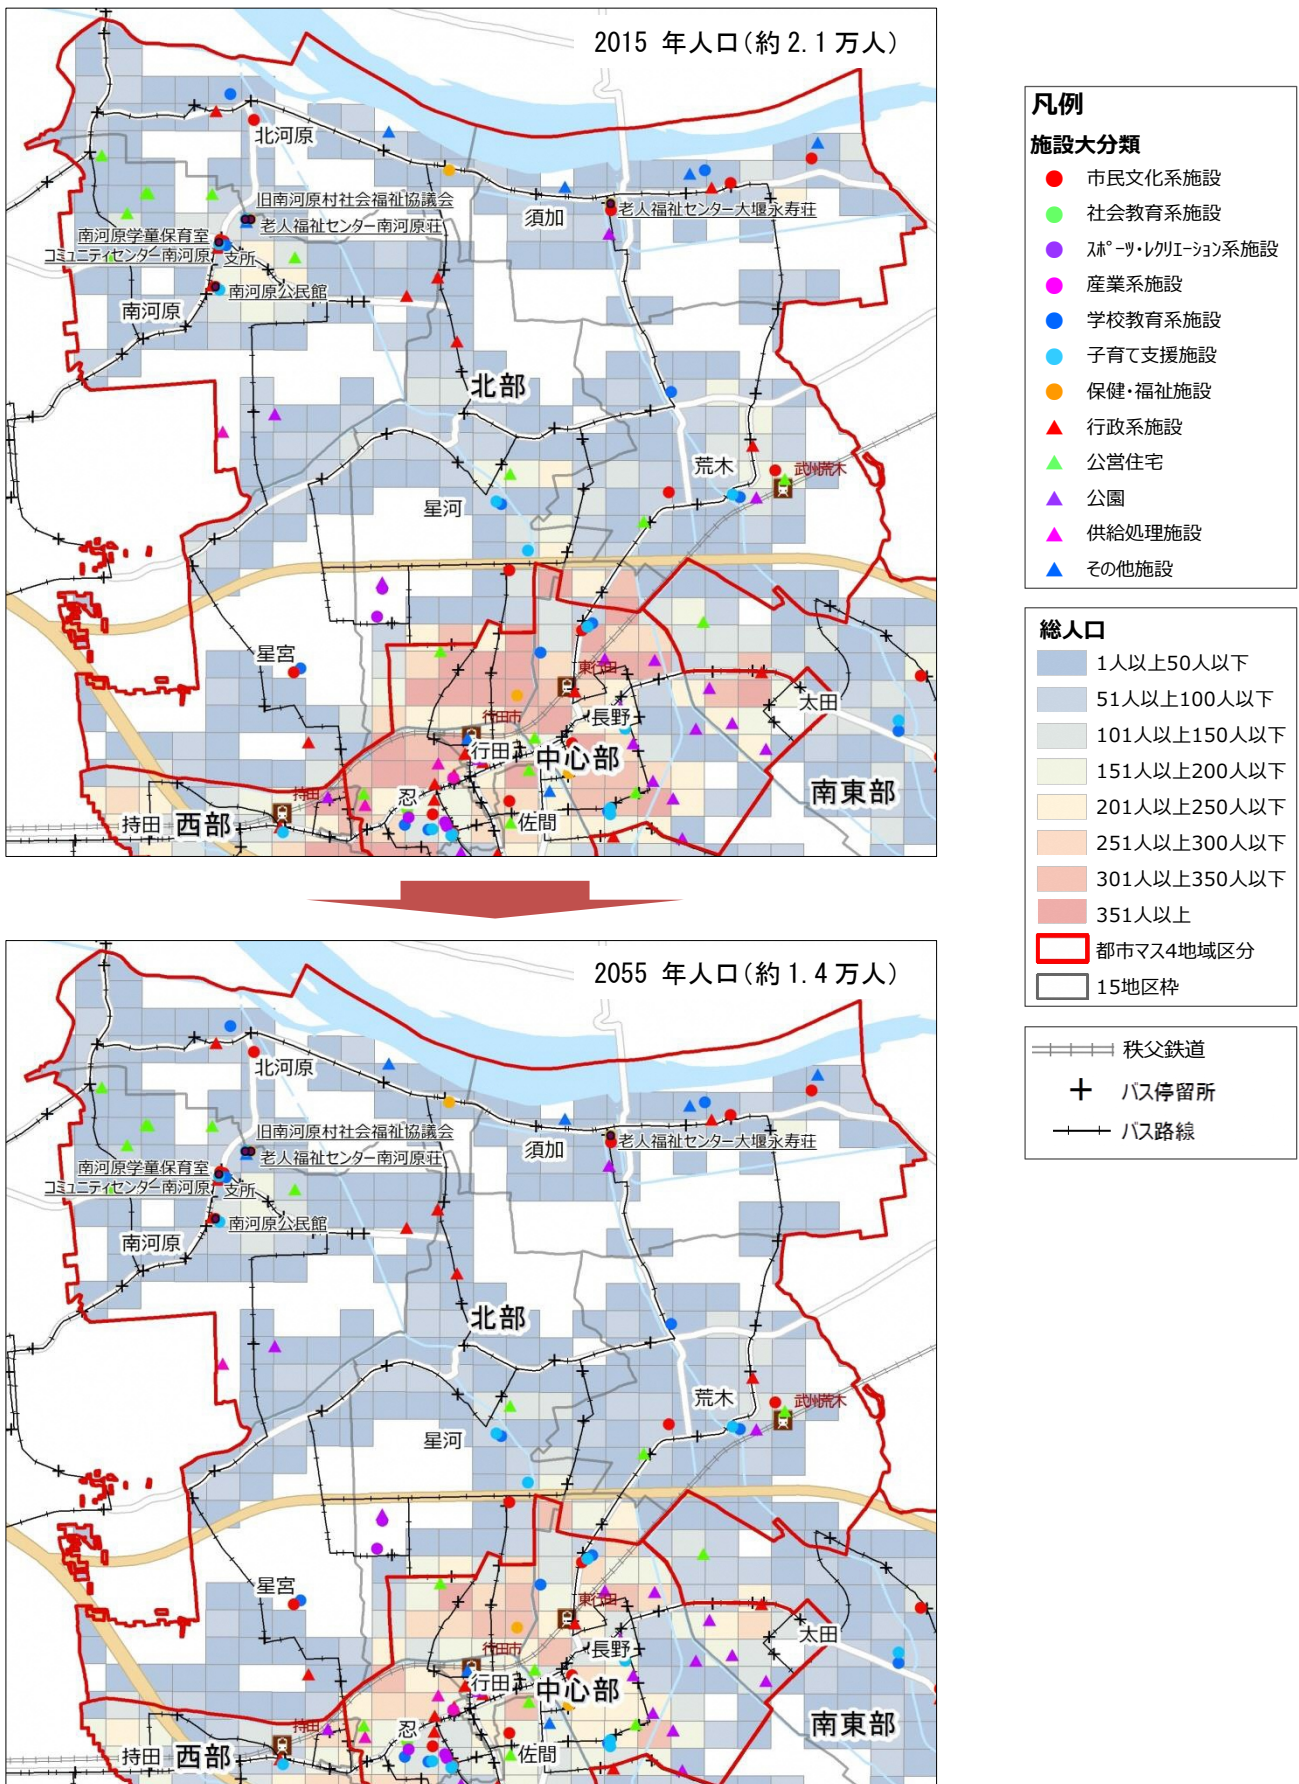 2015 年人口(約 2.1 万人)
北河原
旧南河原村社会福祉協議会
老人福祉センター南河原荘
須加
老人福祉センター大堰永寿荘
南河原学童保育室
コミュニティセンター南河原
支所
南河原公民館
南河原
北部
荒木
武州荒木
星河
星宮
東行田
行田市
長野
太田
行田
中心部
南東部
持田
忍
持田
西部
佐間
2055 年人口(約 1.4 万人)
北河原
旧南河原村社会福祉協議会
老人福祉センター南河原荘
須加
老人福祉センター大堰永寿荘
南河原学童保育室
コミュニティセンター南河原
支所
南河原公民館
南河原
北部
荒木
武州荒木
星河
星宮
東行田
行田市
長野
太田
行田
中心部
南東部
持田
忍
持田
西部
佐間
凡例
施設大分類
市民文化系施設
社会教育系施設
スポーツ・レクリエーション系施設
産業系施設
学校教育系施設
子育て支援施設
保健・福祉施設
行政系施設
公営住宅
公園
供給処理施設
その他施設
総人口
1人以上50人以下
51人以上100人以下
101人以上150人以下
151人以上200人以下
201人以上250人以下
251人以上300人以下
301人以上350人以下
351人以上
都市マス4地域区分
15地区枠
秩父鉄道
バス停留所
バス路線